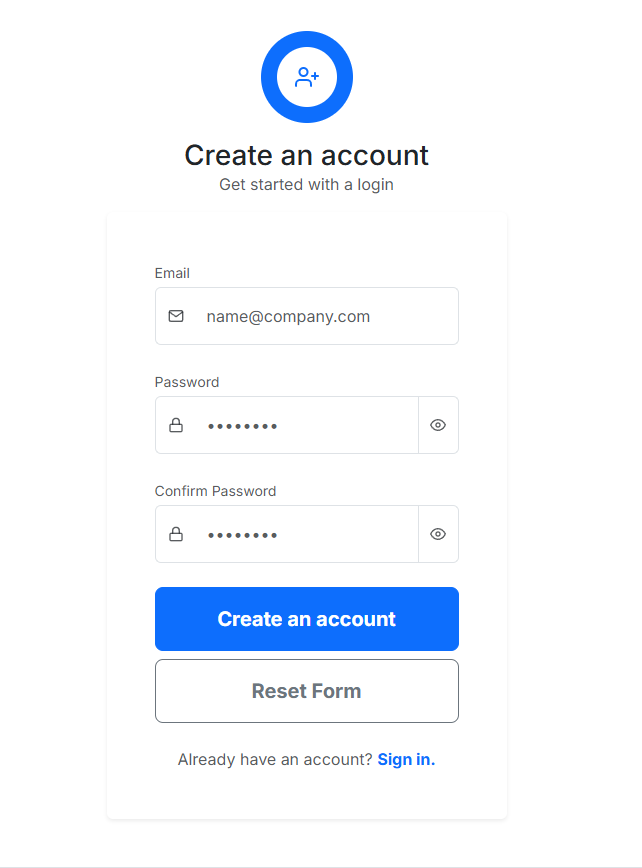 Create an account
Get started with a login
Email
name@company.com
Password
••••••••
Confirm Password
••••••••
Create an account
Reset Form
Already have an account? Sign in.